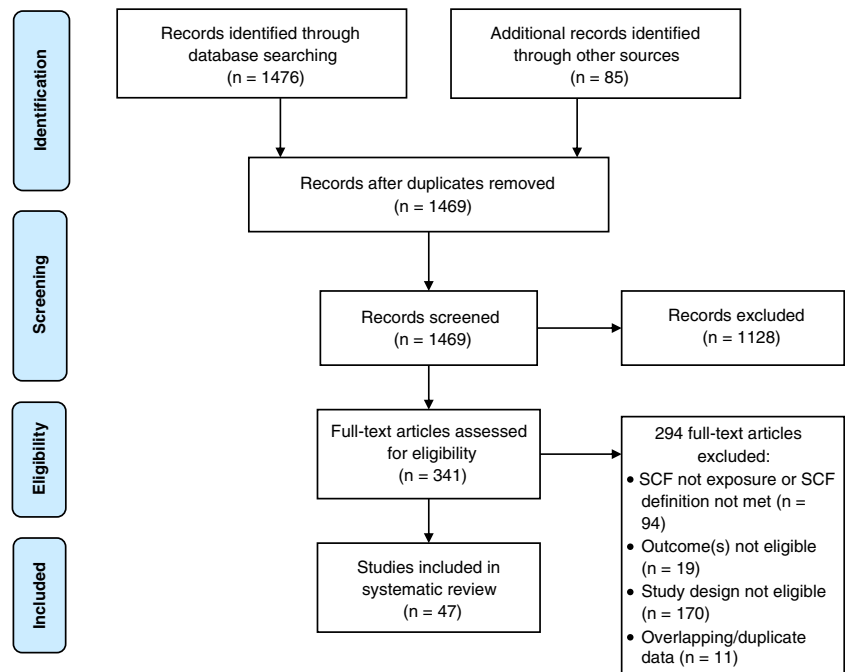 Identification
Records identified through
database searching
(n = 1476)
Additional records identified
through other sources
(n = 85)
Records after duplicates removed
(n = 1469)
Screening
Records screened
(n = 1469)
Records excluded
(n = 1128)
Eligibility
Full-text articles assessed
for eligibility
(n = 341)
294 full-text articles
excluded:
• SCF not exposure or SCF
definition not met (n =
94)
• Outcome(s) not eligible
(n = 19)
• Study design not eligible
(n = 170)
• Overlapping/duplicate
data (n = 11)
Included
Studies included in
systematic review
(n = 47)